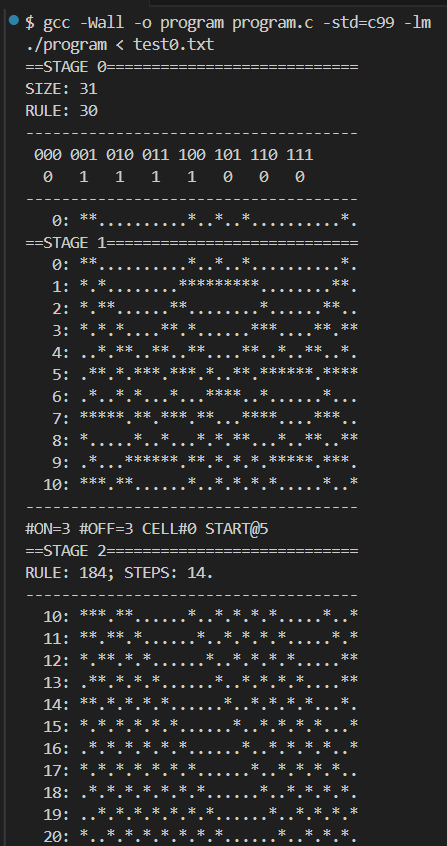 $ gcc -Wall -o program program.c -std=c99 -lm
./program < test0.txt
==STAGE 0============================
SIZE: 31
RULE: 30
-------------------------------------
 000 001 010 011 100 101 110 111
  0   1   1   1   1   0   0   0
-------------------------------------
   0: **..........*..*..*..........*.
==STAGE 1============================
   0: **..........*..*..*..........*.
   1: *.*........*********........**.
   2: *.**......**........*......**..
   3: *.*.*....**.*......***....**.**
   4: ..*.**..**..**....**..*..**..*.
   5: .**.*.***.***.*..**.******.****
   6: .*..*.*...*...****..*......*...
   7: *****.**.***.**...****....***..
   8: *.....*..*...*.*.**...*..**..**
   9: .*...******.**.*.*.*.*****.***.
  10: ***.**......*..*.*.*.*.....*..*
-------------------------------------
#ON=3 #OFF=3 CELL#0 START@5
==STAGE 2============================
RULE: 184; STEPS: 14.
-------------------------------------
  10: ***.**......*..*.*.*.*.....*..*
  11: **.**.*......*..*.*.*.*.....*.*
  12: *.**.*.*......*..*.*.*.*.....**
  13: .**.*.*.*......*..*.*.*.*....**
  14: **.*.*.*.*......*..*.*.*.*...*.
  15: *.*.*.*.*.*......*..*.*.*.*...*
  16: .*.*.*.*.*.*......*..*.*.*.*..*
  17: *.*.*.*.*.*.*......*..*.*.*.*..
  18: .*.*.*.*.*.*.*......*..*.*.*.*.
  19: ..*.*.*.*.*.*.*......*..*.*.*.*
  20: *..*.*.*.*.*.*.*......*..*.*.*.